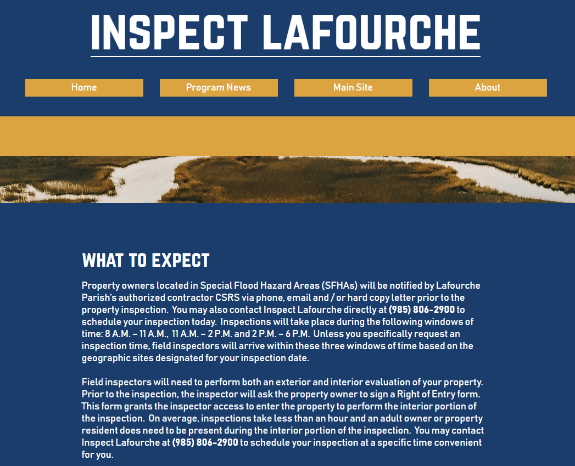 INSPECT LAFOURCHE
Home
Program News
Main Site
About
WHAT TO EXPECT
Property owners located in Special Flood Hazard Areas (SFHAs) will be notified by Lafourche
Parish's authorized contractor CSRS via phone, email and / or hard copy letter prior to the
property inspection. You may also contact Inspect Lafourche directly at (985) 806-2900 to
schedule your inspection today. Inspections will take place during the following windows of
time: 8 A.M. – 11 A.M., 11 A.M. – 2 P.M. and 2 P.M. – 6 P.M. Unless you specifically request an
inspection time, field inspectors will arrive within these three windows of time based on the
geographic sites designated for your inspection date.
Field inspectors will need to perform both an exterior and interior evaluation of your property.
Prior to the inspection, the inspector will ask the property owner to sign a Right of Entry form.
This form grants the inspector access to enter the property to perform the interior portion of
the inspection. On average, inspections take less than an hour and an adult owner or property
resident does need to be present during the interior portion of the inspection. You may contact
Inspect Lafourche at (985) 806-2900 to schedule your inspection at a specific time convenient
for you.